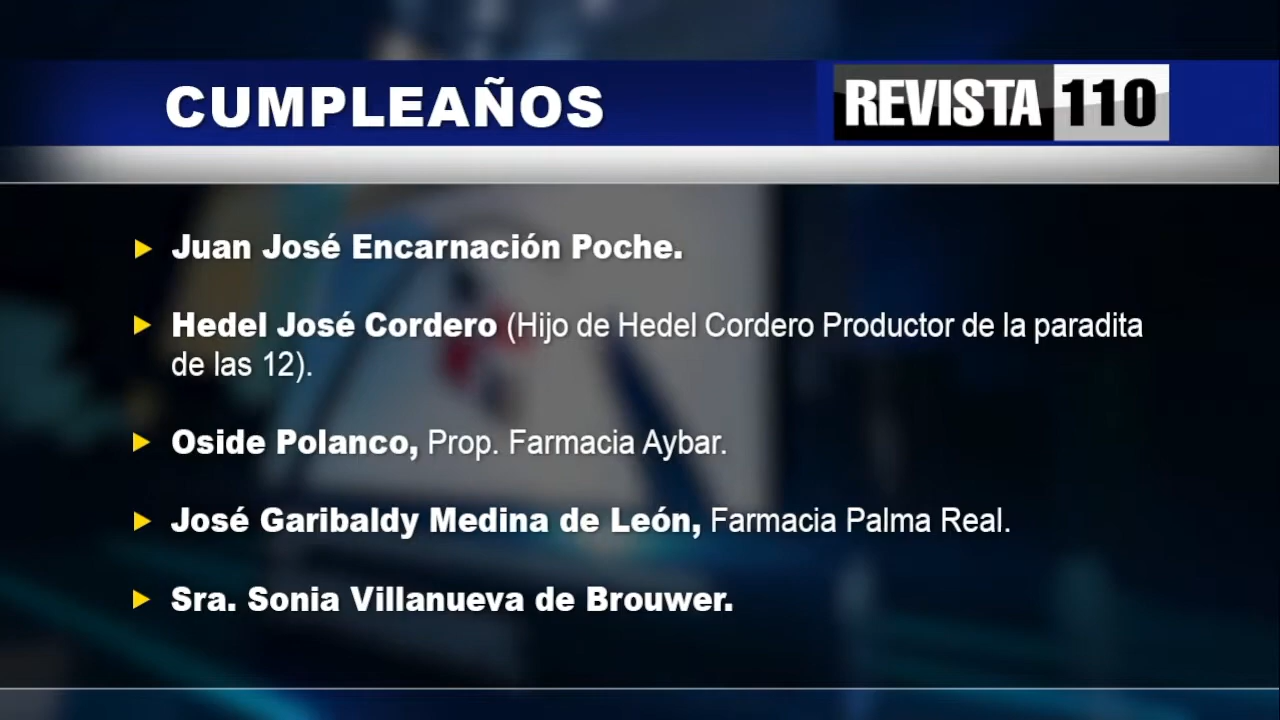 CUMPLEAÑOS
REVISTA 110
Juan José Encarnación Poche.
Hedel José Cordero (Hijo de Hedel Cordero Productor de la paradita
de las 12).
Oside Polanco, Prop. Farmacia Aybar.
José Garibaldy Medina de León, Farmacia Palma Real.
Sra. Sonia Villanueva de Brouwer.